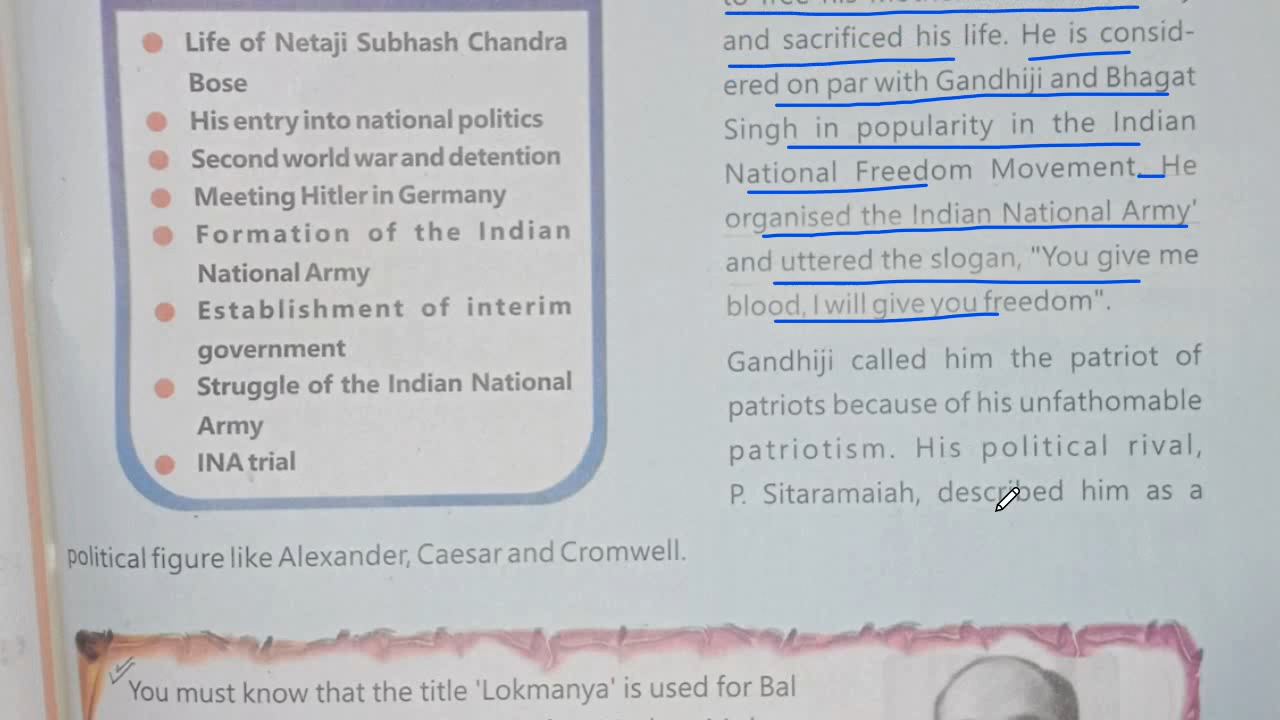 Life of Netaji Subhash Chandra
Bose
His entry into national politics
Second world war and detention
Meeting Hitler in Germany
Formation of the Indian
National Army
Establishment of interim
government
Struggle of the Indian National
Army
INA trial
and sacrificed his life. He is consid-
ered on par with Gandhiji and Bhagat
Singh in popularity in the Indian
National Freedom Movement. He
organised the Indian National Army'
and uttered the slogan, "You give me
blood, I will give you freedom".
Gandhiji called him the patriot of
patriots because of his unfathomable
patriotism. His political rival,
P. Sitaramaiah, described him as a
political figure like Alexander, Caesar and Cromwell.
You must know that the title 'Lokmanya' is used for Bal